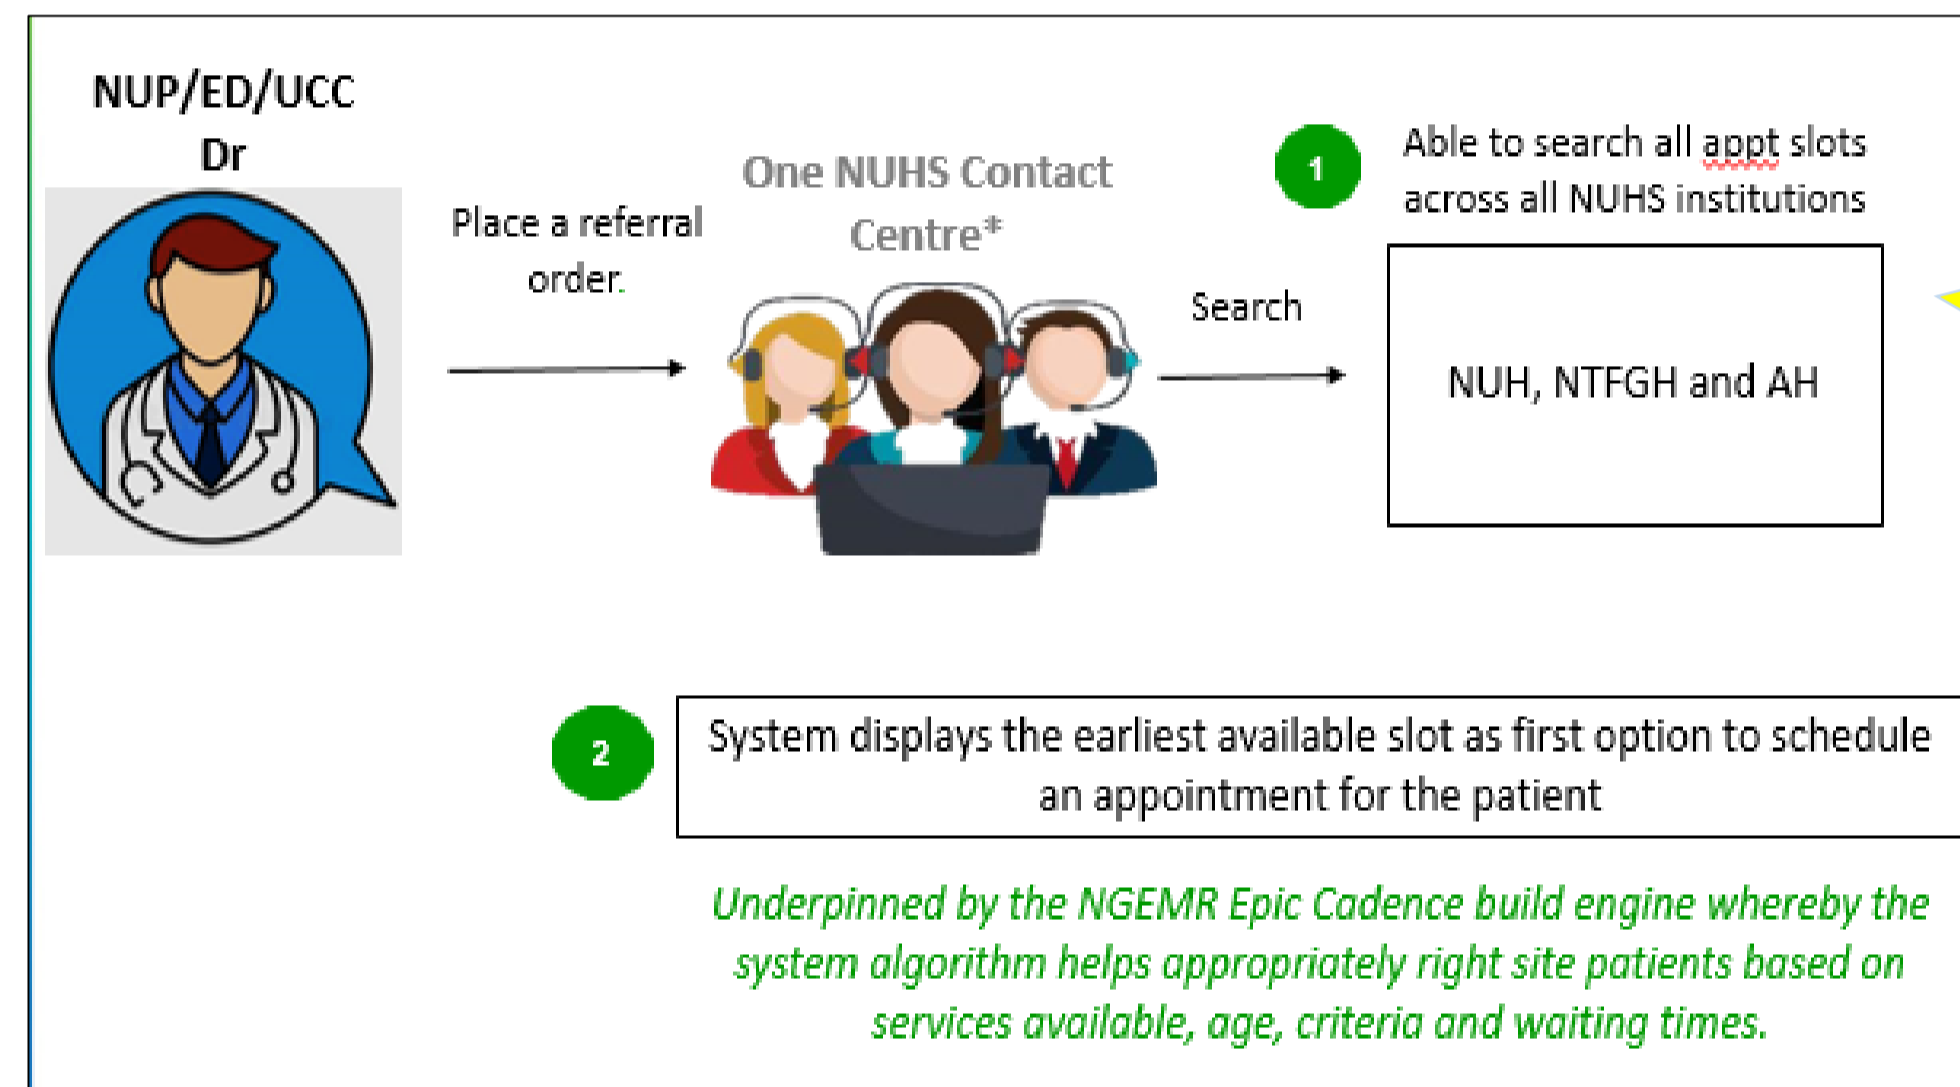 NUP/ED/UCC
Dr
Place a referral
order.
One NUHS Contact
Centre*
Search
1
Able to search all appt slots
across all NUHS institutions
NUH, NTFGH and AH
2
System displays the earliest available slot as first option to schedule
an appointment for the patient
Underpinned by the NGEMR Epic Cadence build engine whereby the
system algorithm helps appropriately right site patients based on
services available, age, criteria and waiting times.